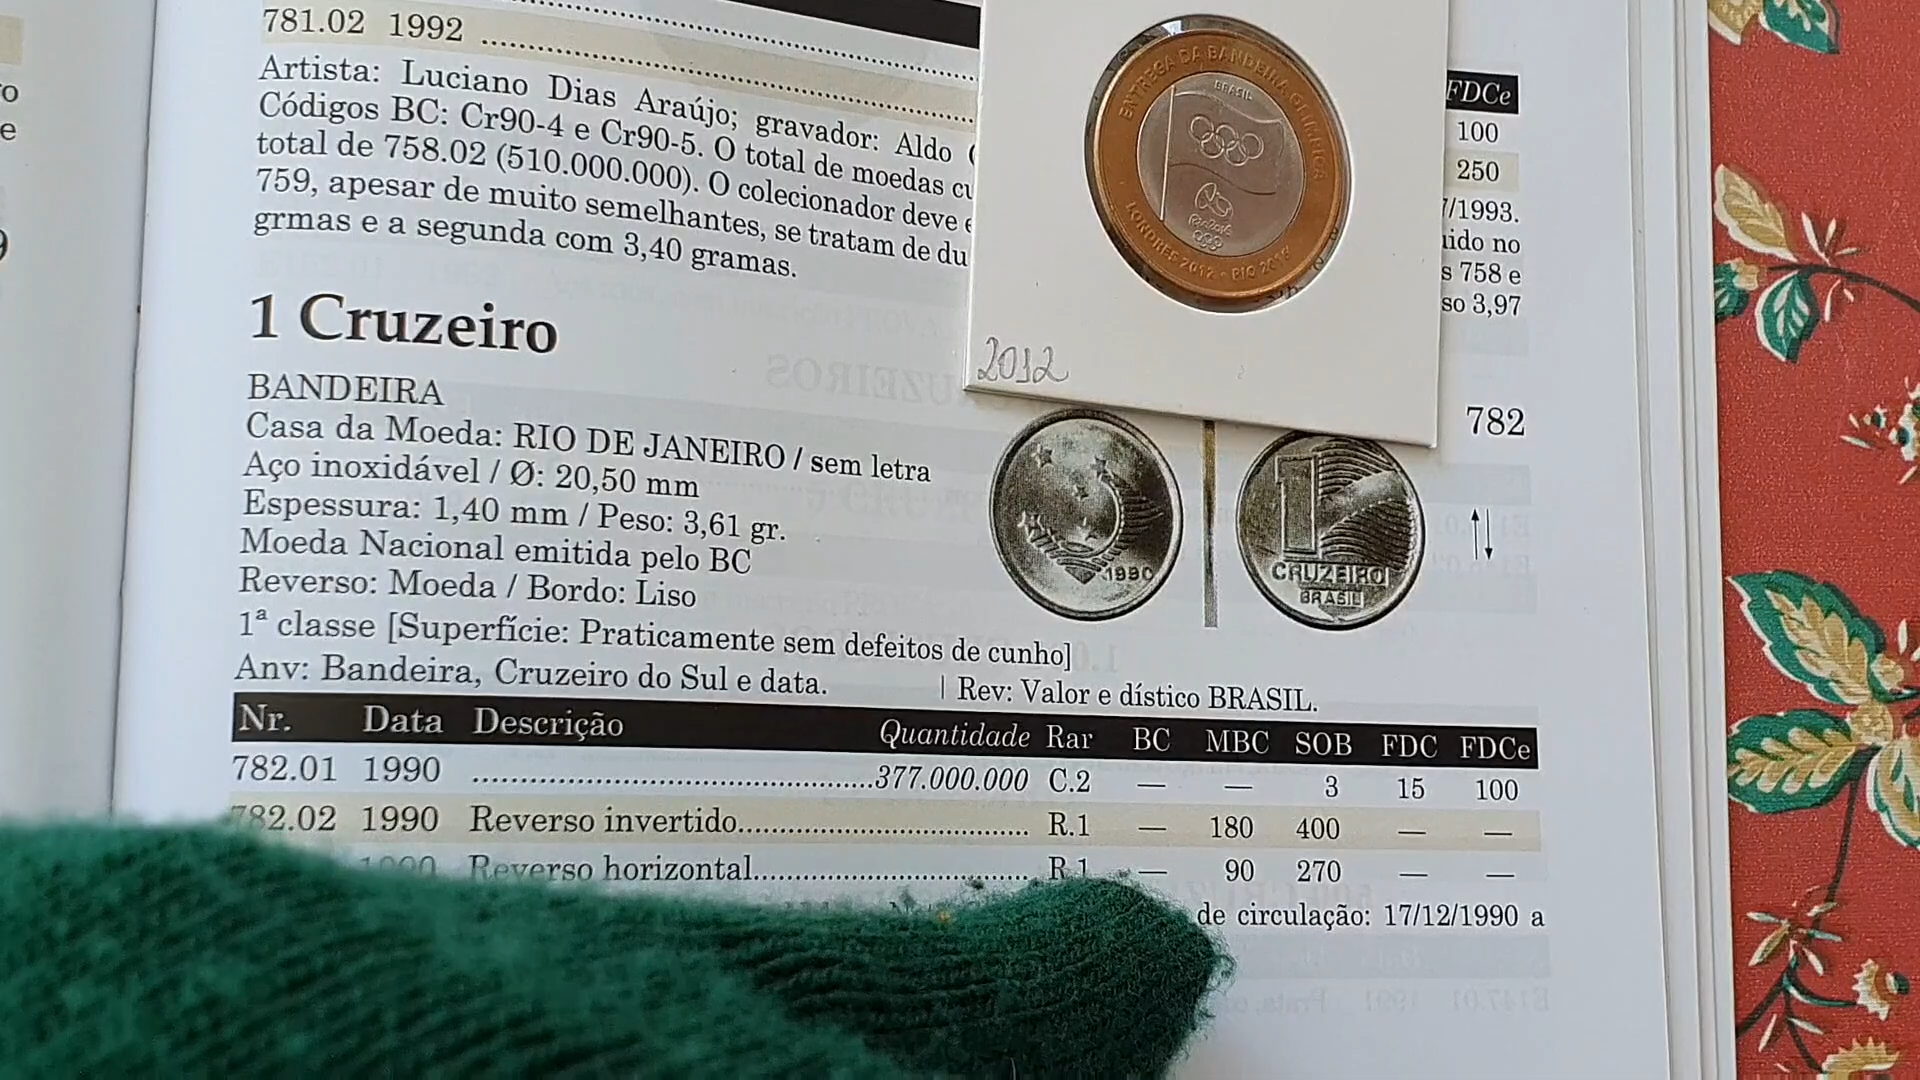 781.02 1992
Artista: Luciano Dias Araújo; gravador: Aldo
Códigos BC: Cr90-4 e Cr90-5. O total de moedas
total de 758.02 (510.000.000). O colecionador deve
759, apesar de muito semelhantes, se tratam de
grmas e a segunda com 3,40 gramas.
FDCe
100
250
/1993.
s 758 e
so 3,97
ENTREGA DA BANDEIRA OLÍMPICA
BRASIL
Rio2016
LONDRES 2012 - RIO 2016
2012
1 Cruzeiro
782
BANDEIRA
Casa da Moeda: RIO DE JANEIRO / sem letra
Aço inoxidável / Ø: 20,50 mm
Espessura: 1,40 mm / Peso: 3,61 gr.
Moeda Nacional emitida pelo BC
Reverso: Moeda / Bordo: Liso
1ª classe [Superfície: Praticamente sem defeitos de cunho]
Anv: Bandeira, Cruzeiro do Sul e data. | Rev: Valor e dístico BRASIL.
1990
1
CRUZEIRO
BRASIL
Nr. Data Descrição Quantidade Rar BC MBC SOB FDC FDCe
782.01 1990 ..........377.000.000 C.2 — — 3 15 100
782.02 1990 Reverso invertido.......... R.1 — 180 400 — —
1990 Reverso horizontal.......... R.1 — 90 270 — —
de circulação: 17/12/1990 a